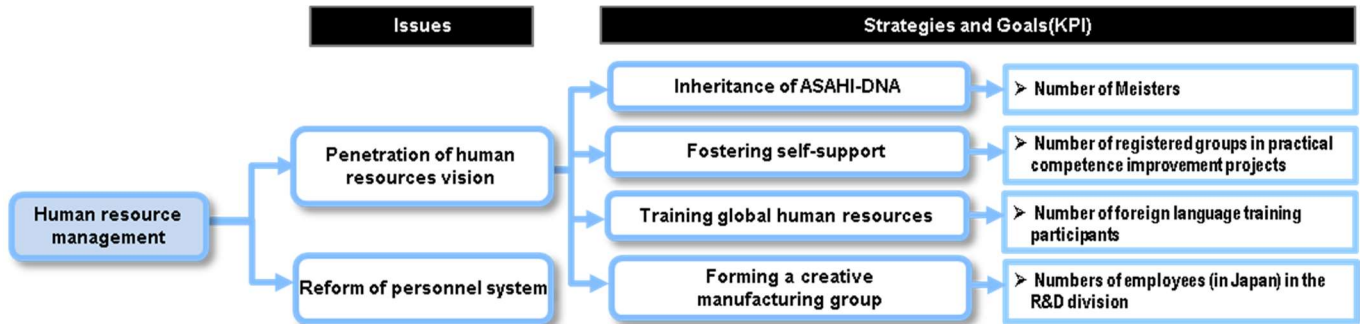 Issues
Strategies and Goals(KPI)
Human resource
management
Penetration of human
resources vision
Reform of personnel system
Inheritance of ASAHI-DNA
➢ Number of Meisters
Fostering self-support
➢ Number of registered groups in practical
competence improvement projects
Training global human resources
➢ Number of foreign language training
participants
Forming a creative
manufacturing group
➢ Numbers of employees (in Japan) in the
R&D division